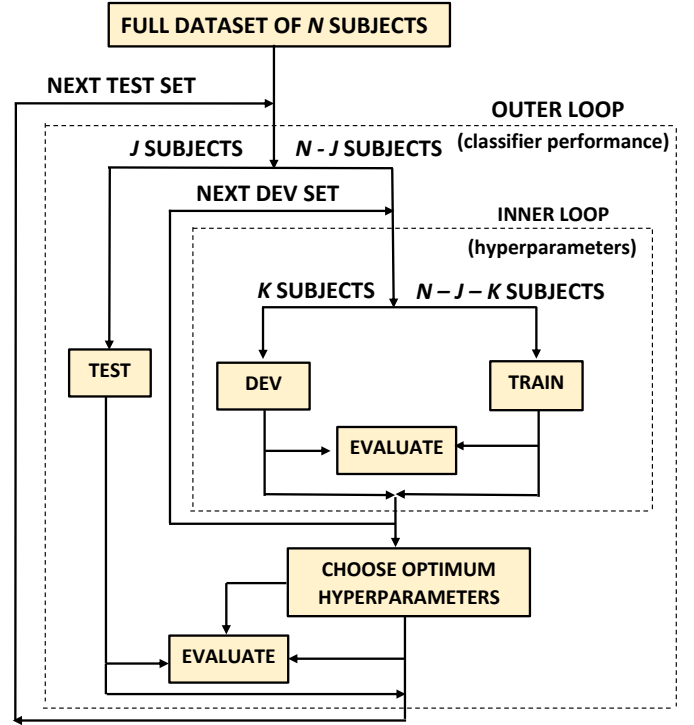 FULL DATASET OF N SUBJECTS
NEXT TEST SET
OUTER LOOP
(classifier performance)
J SUBJECTS
N - J SUBJECTS
NEXT DEV SET
INNER LOOP
(hyperparameters)
K SUBJECTS
N – J – K SUBJECTS
TEST
DEV
TRAIN
EVALUATE
CHOOSE OPTIMUM
HYPERPARAMETERS
EVALUATE